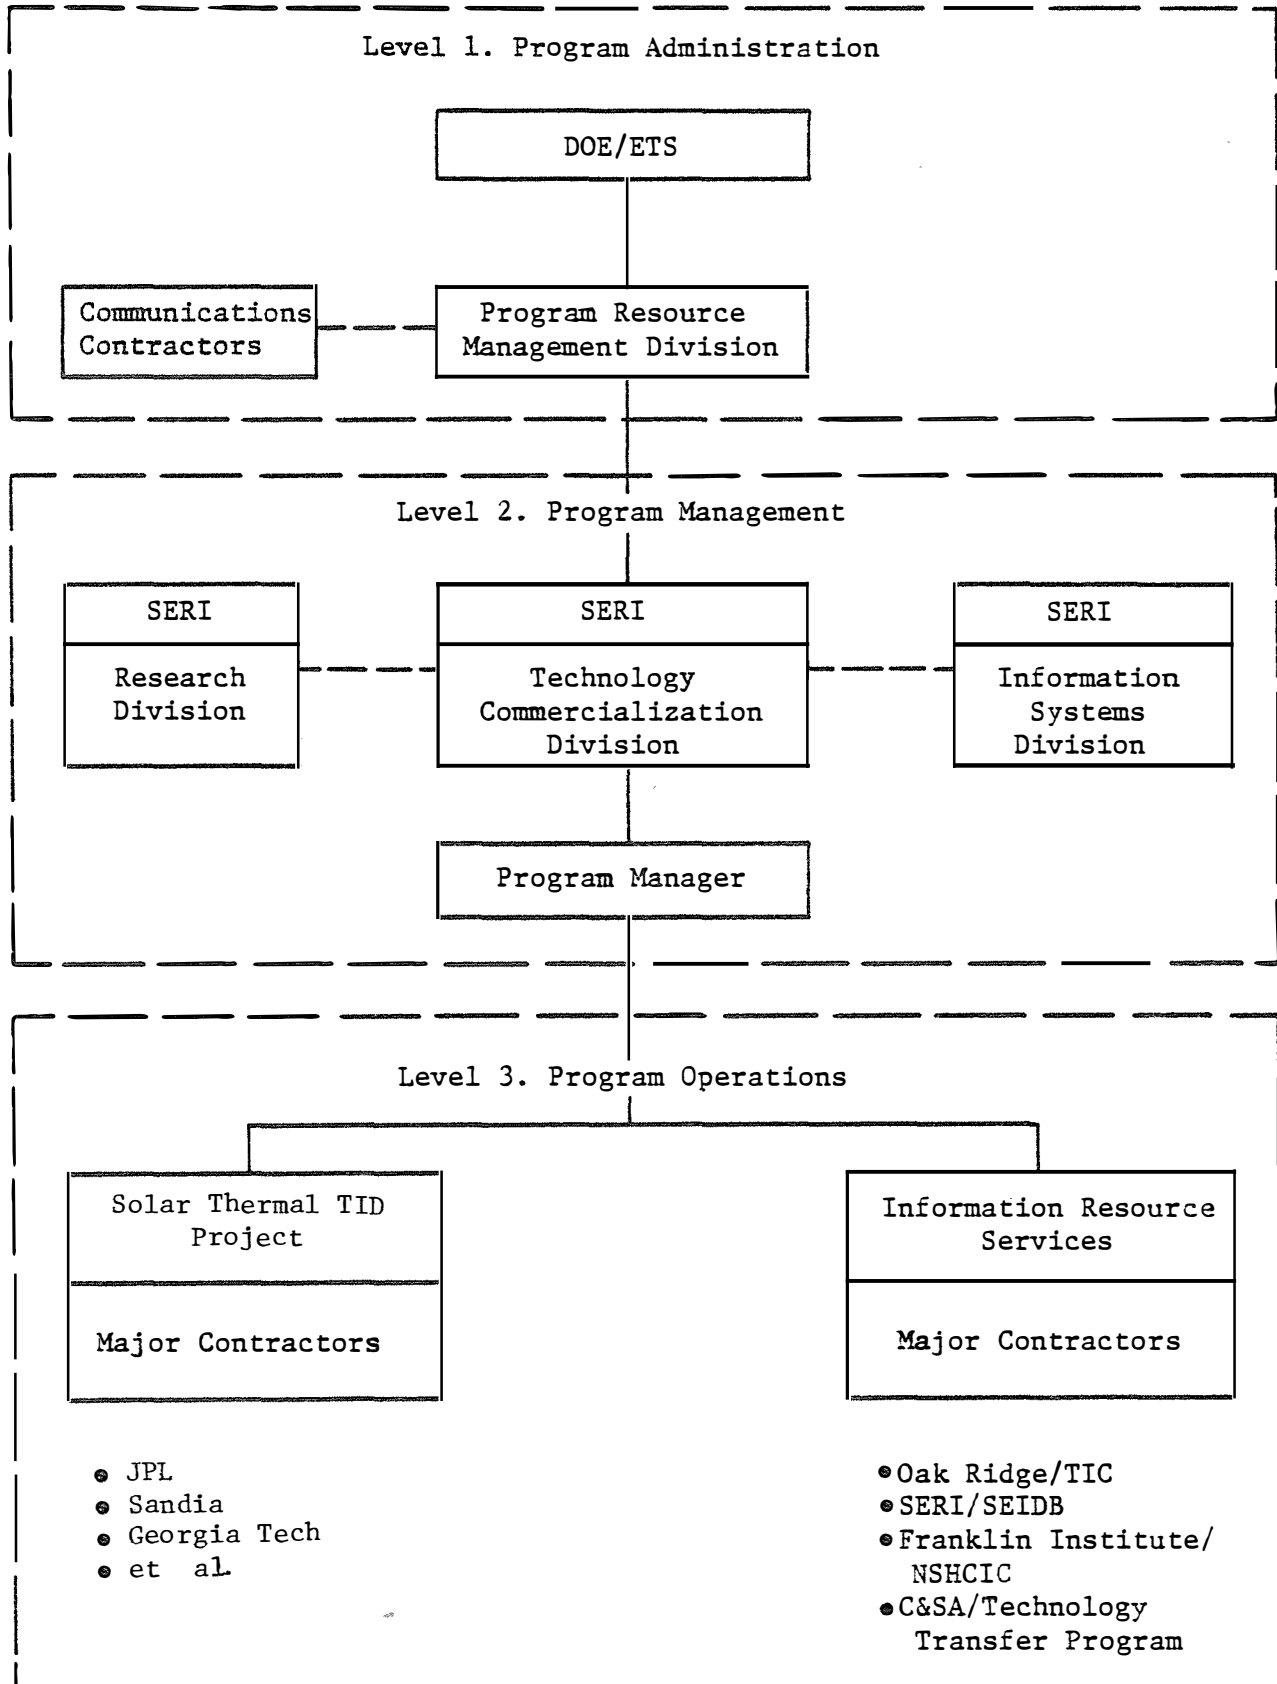 Level 1. Program Administration
DOE/ETS
Communications
Contractors
Program Resource
Management Division
Level 2. Program Management
SERI
Research
Division
SERI
Technology
Commercialization
Division
SERI
Information
Systems
Division
Program Manager
Level 3. Program Operations
Solar Thermal TID
Project
Major Contractors
• JPL
• Sandia
• Georgia Tech
• et al.
Information Resource
Services
Major Contractors
• Oak Ridge/TIC
• SERI/SEIDB
• Franklin Institute/
NSHCIC
• C&SA/Technology
Transfer Program